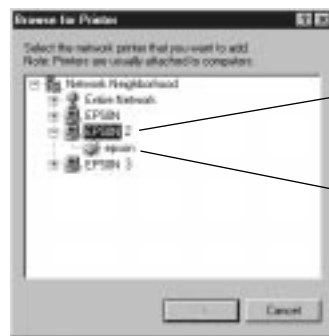 Browse for Printer
Select the network printer that you want to add.
Note: Printers are usually attached to computers.
Network Neighborhood
Entire Network
EPSON
EPSON 2
epson
EPSON 3
Cancel